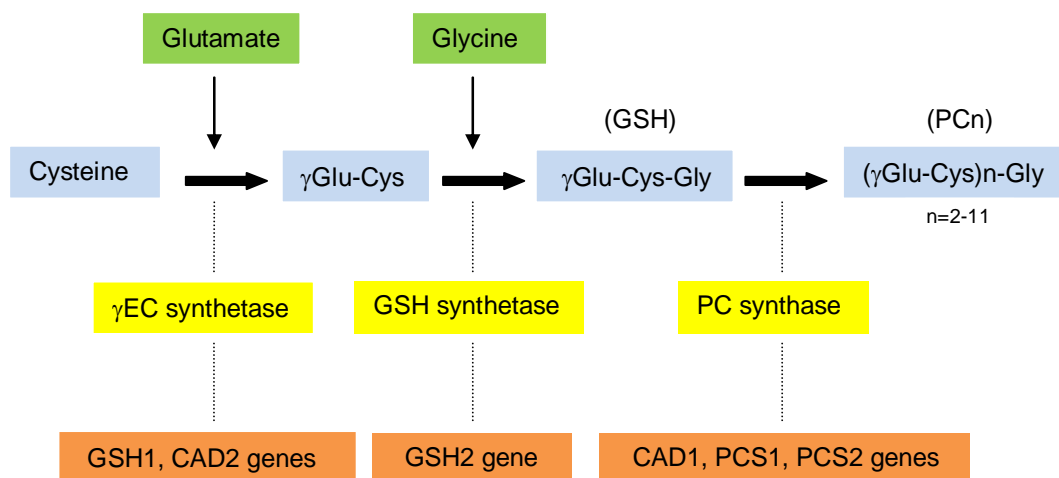 Glutamate
Glycine
(GSH)
(PCn)
Cysteine
γGlu-Cys
γGlu-Cys-Gly
(γGlu-Cys)n-Gly
n=2-11
γEC synthetase
GSH synthetase
PC synthase
GSH1, CAD2 genes
GSH2 gene
CAD1, PCS1, PCS2 genes